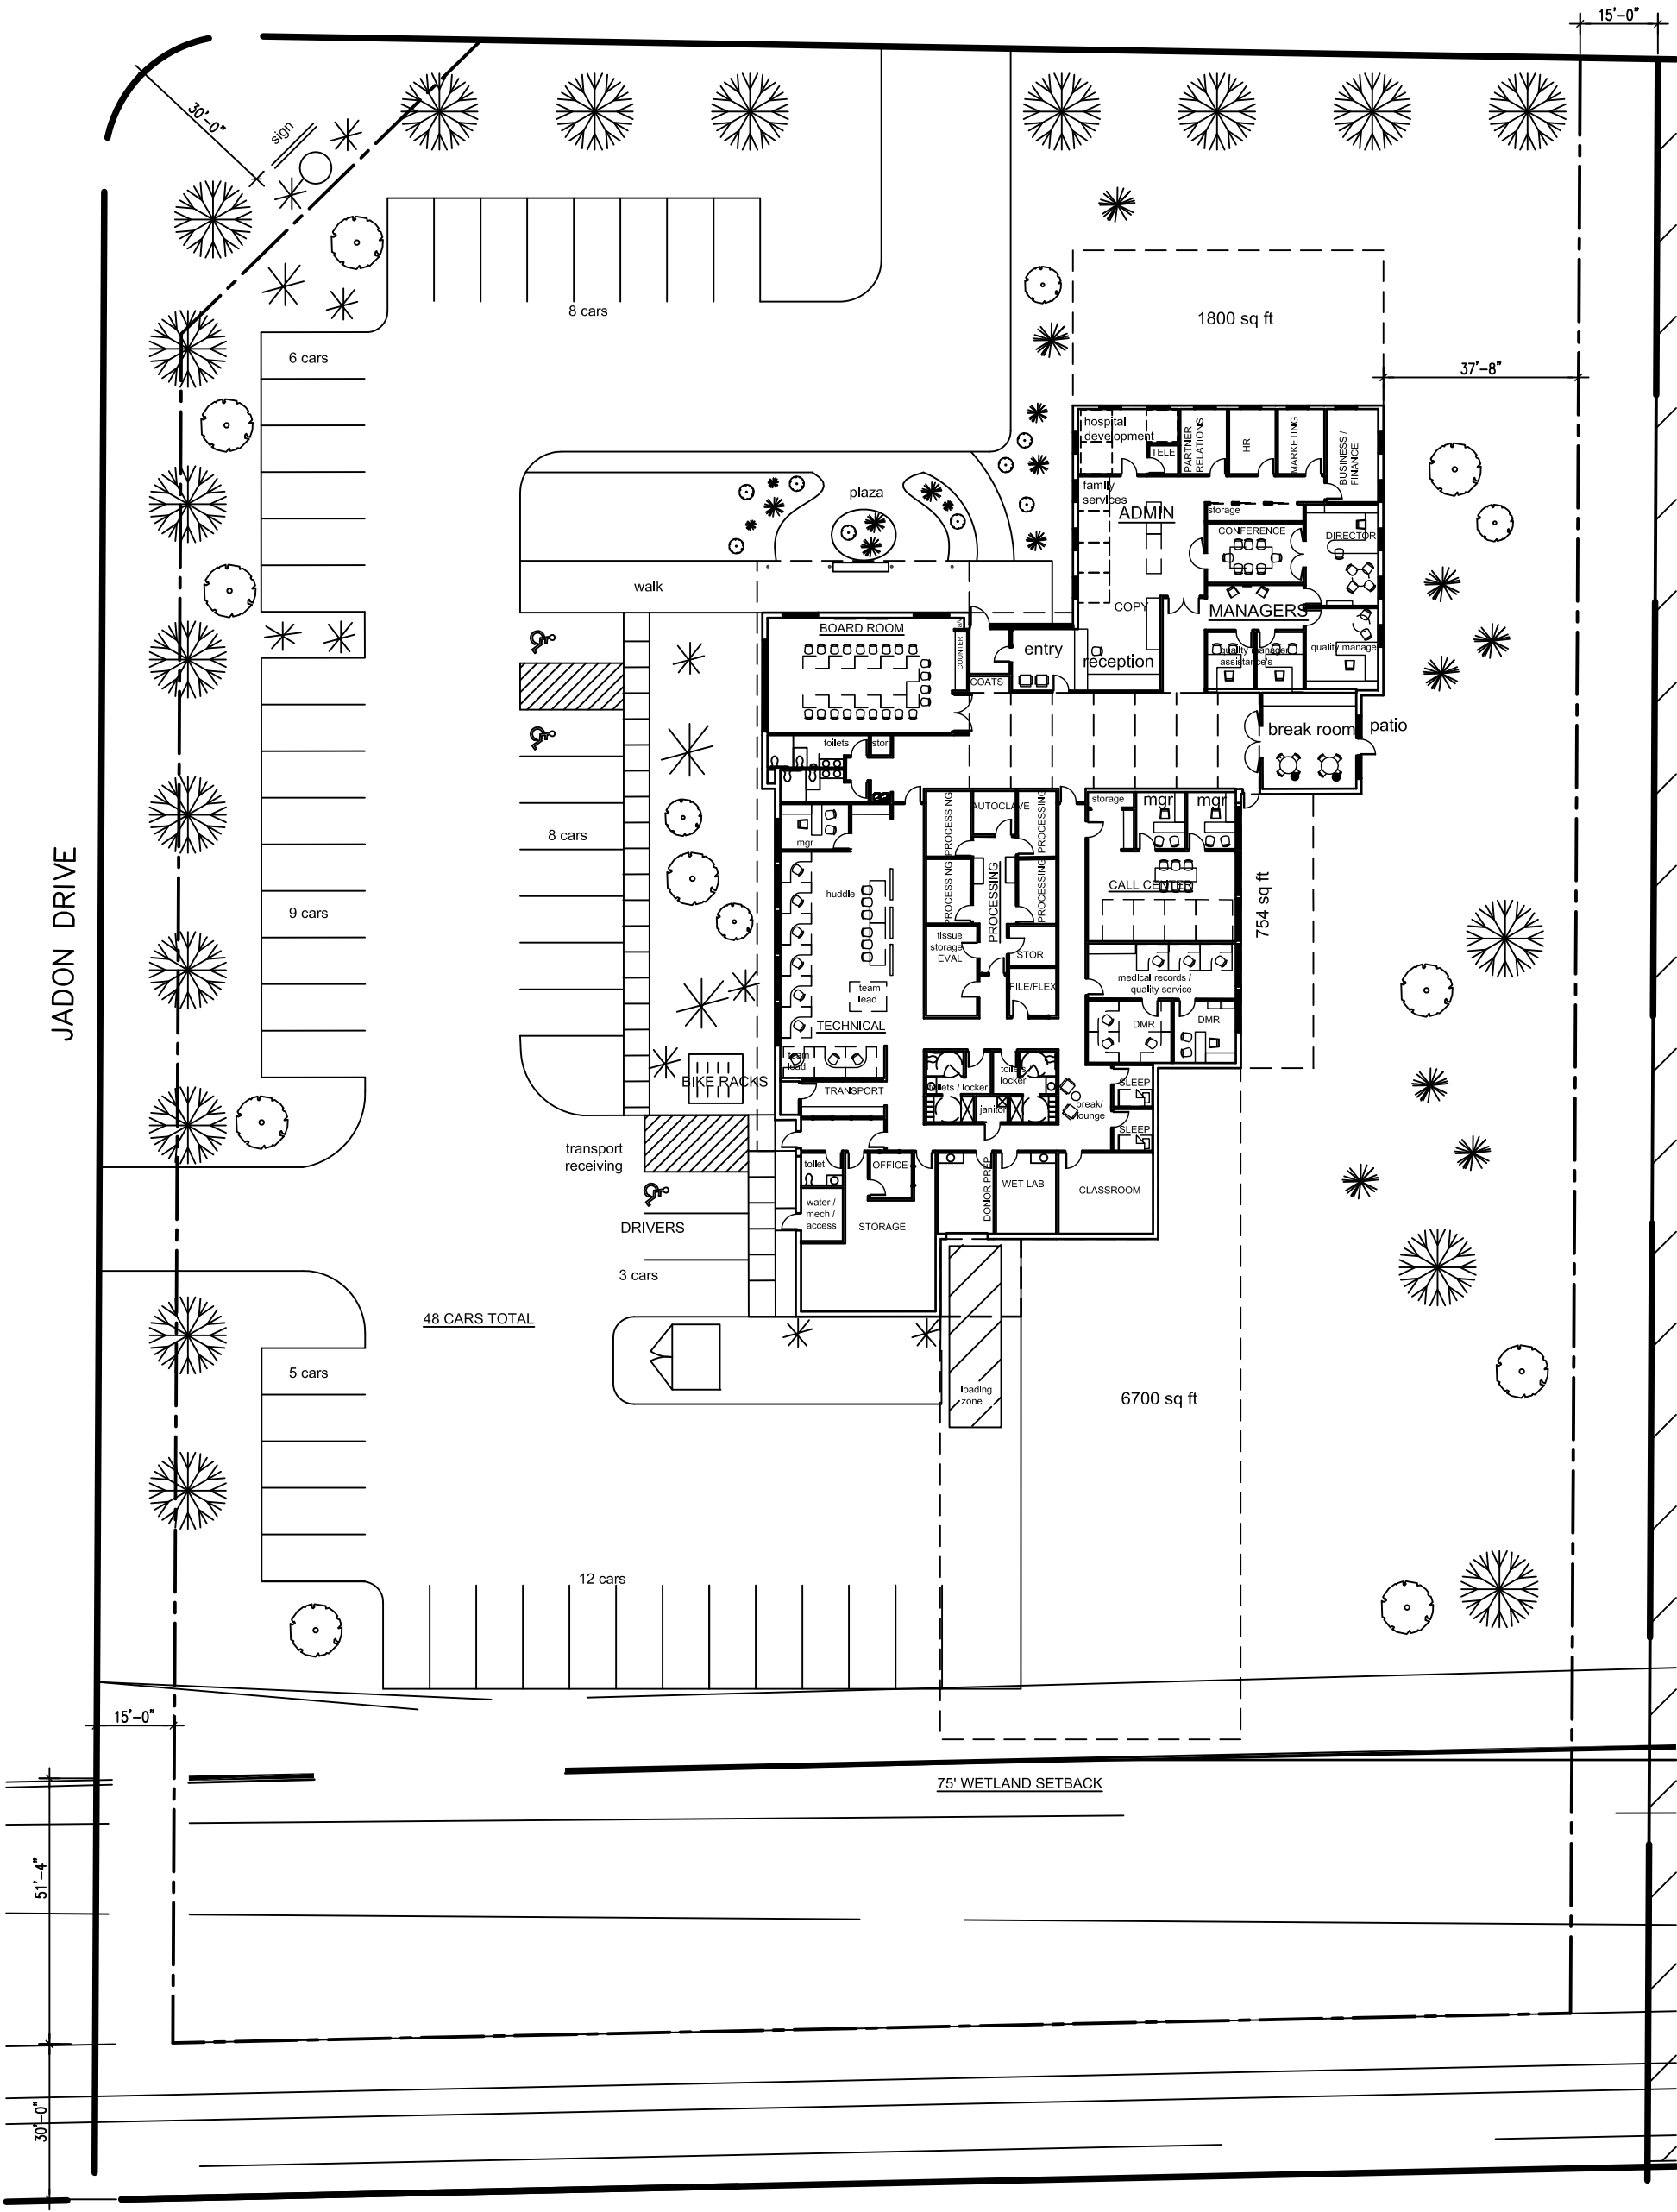 15'-0"
30'-0"
sign
8 cars
6 cars
1800 sq ft
37'-8"
hospital
development
TELE
PARTNER
RELATIONS
HR
MARKETING
BUSINESS /
FINANCE
family
services
ADMIN
storage
CONFERENCE
DIRECTOR
plaza
walk
COPY
MANAGERS
BOARD ROOM
COUNTER
entry
reception
COATS
quality manager
assistances
quality manager
break room
patio
toilets
stor
PROCESSING
AUTOCLAVE
PROCESSING
storage
mgr
mgr
mgr
8 cars
huddle
PROCESSING
PROCESSING
PROCESSING
CALL CENTER
754 sq ft
JADON DRIVE
9 cars
tissue
storage
EVAL
STOR
FILE/FLEX
medical records /
quality service
team
lead
TECHNICAL
DMR
DMR
team
lead
BIKE RACKS
TRANSPORT
toilets / locker
toilets
locker
janitor
break/
lounge
SLEEP
SLEEP
transport
receiving
toilet
OFFICE
DONOR PREP
WET LAB
CLASSROOM
water /
mech /
access
STORAGE
DRIVERS
3 cars
48 CARS TOTAL
5 cars
loading
zone
6700 sq ft
12 cars
15'-0"
75' WETLAND SETBACK
51'-4"
30'-0"